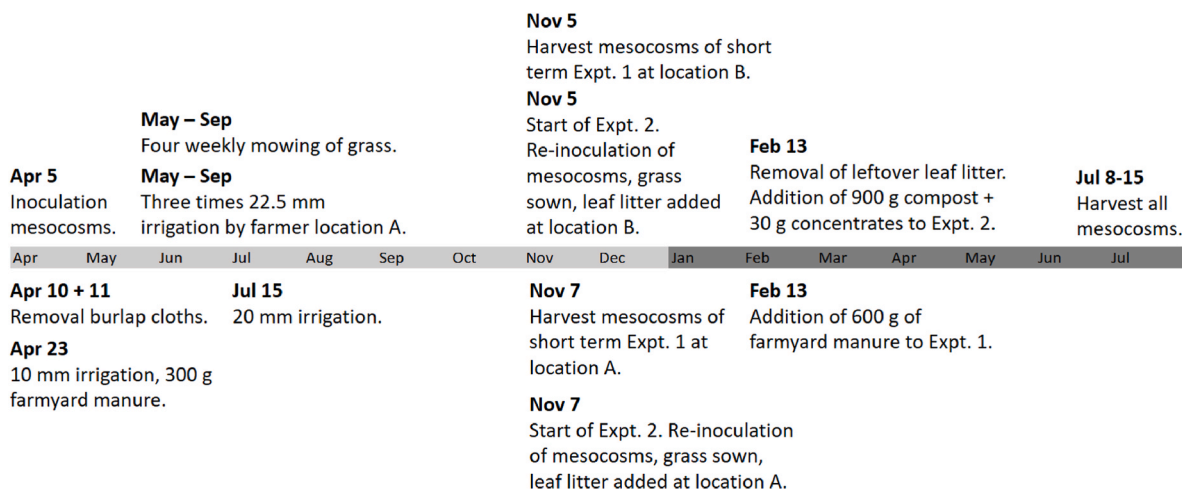 Nov 5
Harvest mesocosms of short
term Expt. 1 at location B.
Nov 5
Start of Expt. 2.
Re-inoculation of
mesocosms, grass
sown, leaf litter added
at location B.
May – Sep
Four weekly mowing of grass.
May – Sep
Three times 22.5 mm
irrigation by farmer location A.
Apr 5
Inoculation
mesocosms.
Feb 13
Removal of leftover leaf litter.
Addition of 900 g compost +
30 g concentrates to Expt. 2.
Jul 8-15
Harvest all
mesocosms.
Apr May Jun Jul Aug Sep Oct Nov Dec Jan Feb Mar Apr May Jun Jul
Apr 10 + 11
Removal burlap cloths.
Apr 23
10 mm irrigation, 300 g
farmyard manure.
Jul 15
20 mm irrigation.
Nov 7
Harvest mesocosms of
short term Expt. 1 at
location A.
Nov 7
Start of Expt. 2. Re-inoculation
of mesocosms, grass sown,
leaf litter added at location A.
Feb 13
Addition of 600 g of
farmyard manure to Expt. 1.